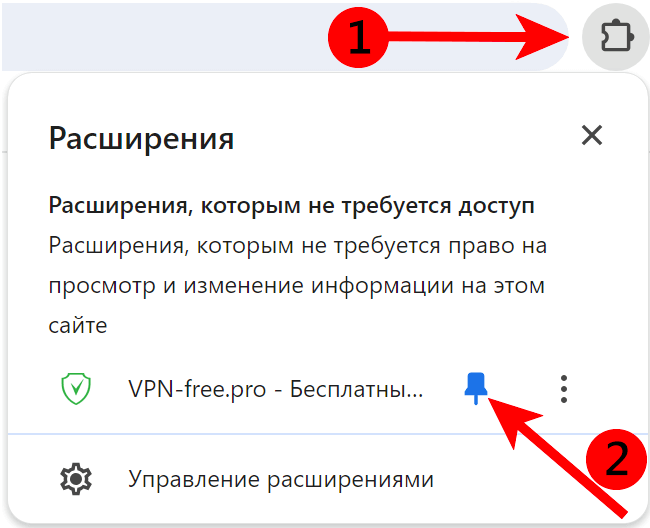 1
Расширения
Расширения, которым не требуется доступ
Расширения, которым не требуется право на
просмотр и изменение информации на этом
сайте
VPN-free.pro - Бесплатны...
2
Управление расширениями